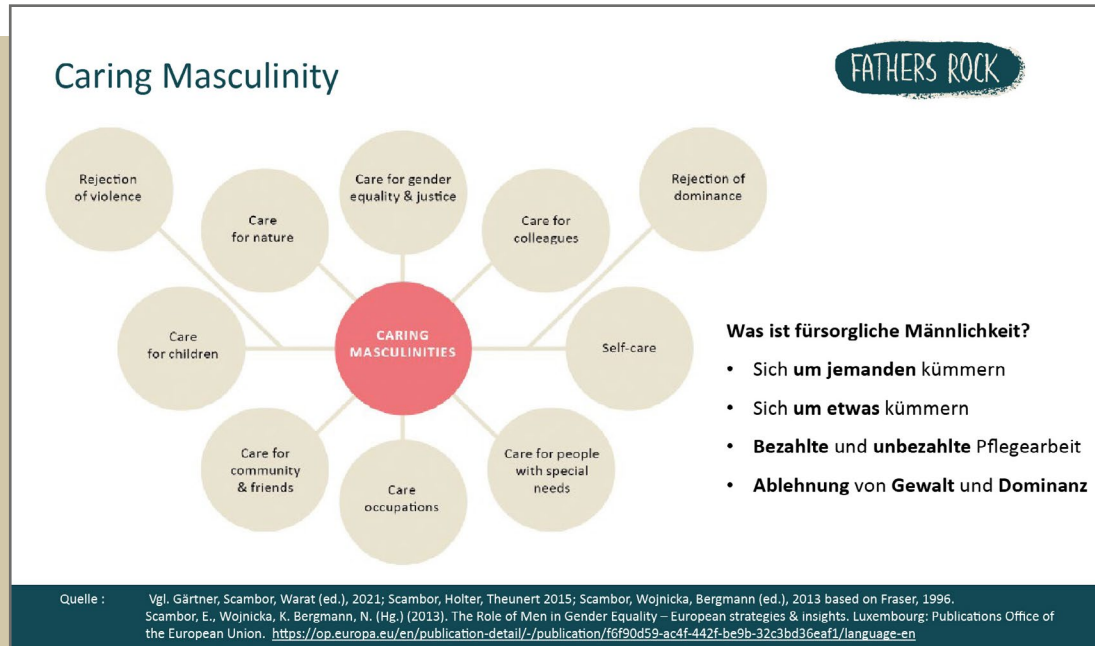 Caring Masculinity
FATHERS ROCK
Rejection
of violence
Care
for nature
Care for gender
equality & justice
Care for
colleagues
Rejection of
dominance
Care
for children
CARING
MASCULINITIES
Self-care
Care for
community
& friends
Care
occupations
Care for people
with special
needs
Was ist fürsorgliche Männlichkeit?
• Sich um jemanden kümmern
• Sich um etwas kümmern
• Bezahlte und unbezahlte Pflegearbeit
• Ablehnung von Gewalt und Dominanz
Quelle : Vgl. Gärtner, Scambor, Warat (ed.), 2021; Scambor, Holter, Theunert 2015; Scambor, Wojnicka, Bergmann (ed.), 2013 based on Fraser, 1996.
Scambor, E., Wojnicka, K. Bergmann, N. (Hg.) (2013). The Role of Men in Gender Equality – European strategies & insights. Luxembourg: Publications Office of
the European Union. https://op.europa.eu/en/publication-detail/-/publication/f6f90d59-ac4f-442f-be9b-32c3bd36eaf1/language-en